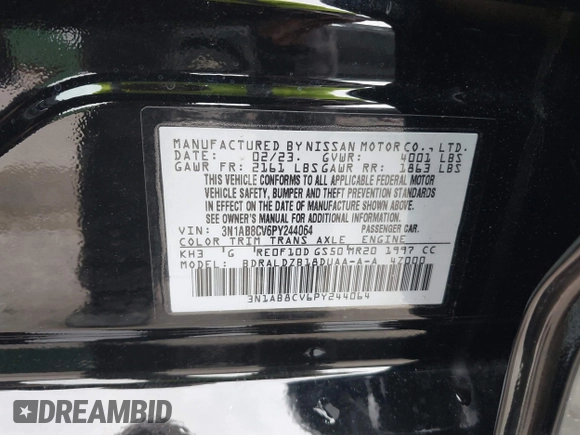 MANUFACTURED BY NISSAN MOTOR CO., LTD.
DATE: 02/23. GVWR: 4001 LBS
GAWR FR: 2161 LBS GAWR RR: 1863 LBS
THIS VEHICLE CONFORMS TO ALL APPLICABLE FEDERAL MOTOR
VEHICLE SAFETY, BUMPER, AND THEFT PREVENTION STANDARDS
IN EFFECT ON THE DATE OF MANUFACTURE SHOWN ABOVE.
SEE OWNER'S MANUAL FOR ADDITIONAL INFORMATION.
VIN: 3N1AB8CV6PY244064 PASSENGER CAR.
COLOR TRIM TRANS AXLE ENGINE
KH3 G RE0F10D GS50 MR20 1997 CC
MODEL: BDRALDZB18DUAA-A-A 47000
3N1AB8CV6PY244064
DREAMBID